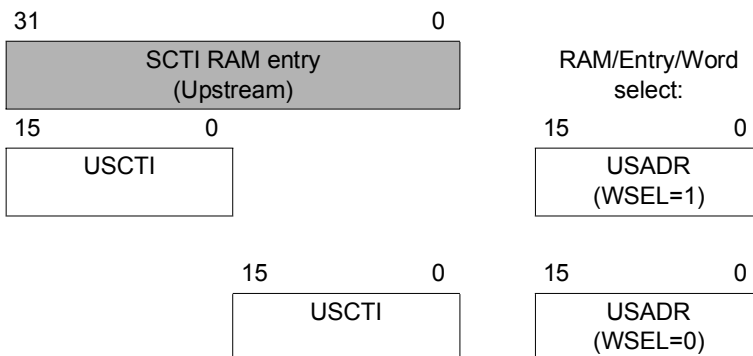 31 0
SCTI RAM entry
(Upstream)
RAM/Entry/Word
select:
15 0 15 0
USCTI USADR
(WSEL=1)
15 0 15 0
USCTI USADR
(WSEL=0)